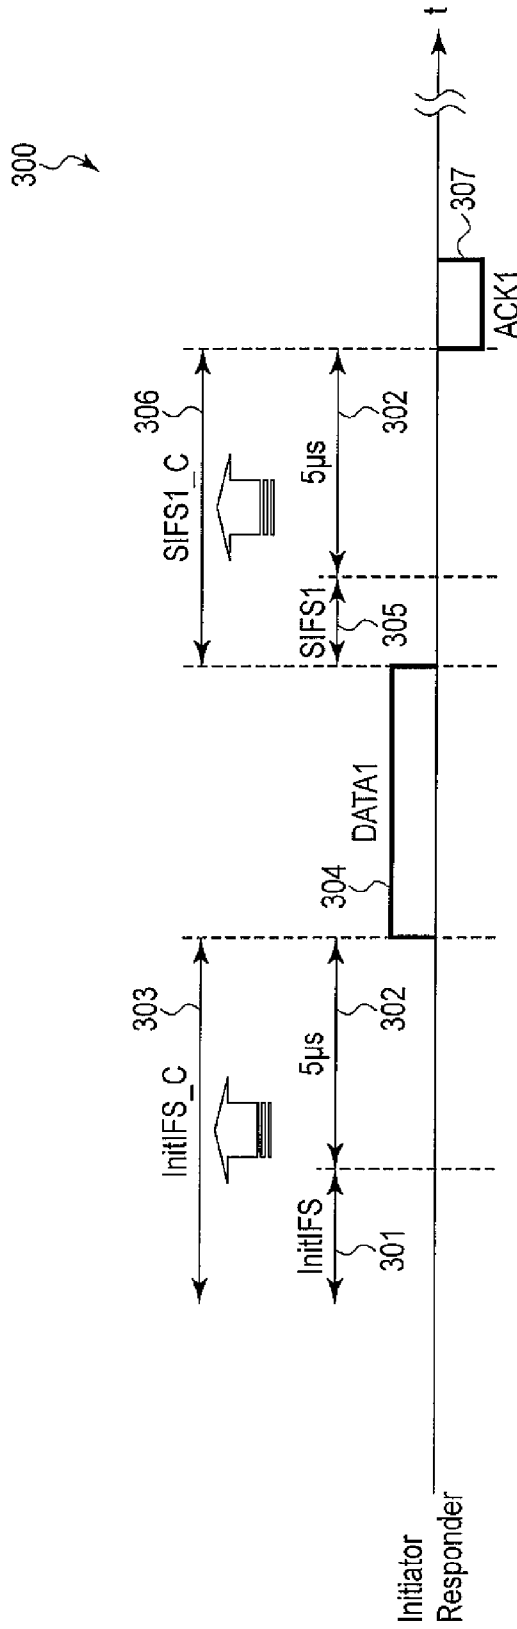 300
InitIFS_C
303
SIFS1_C
306
InitIFS
301
5µs
302
SIFS1
305
5µs
302
304
DATA1
Initiator
Responder
t
307
ACK1